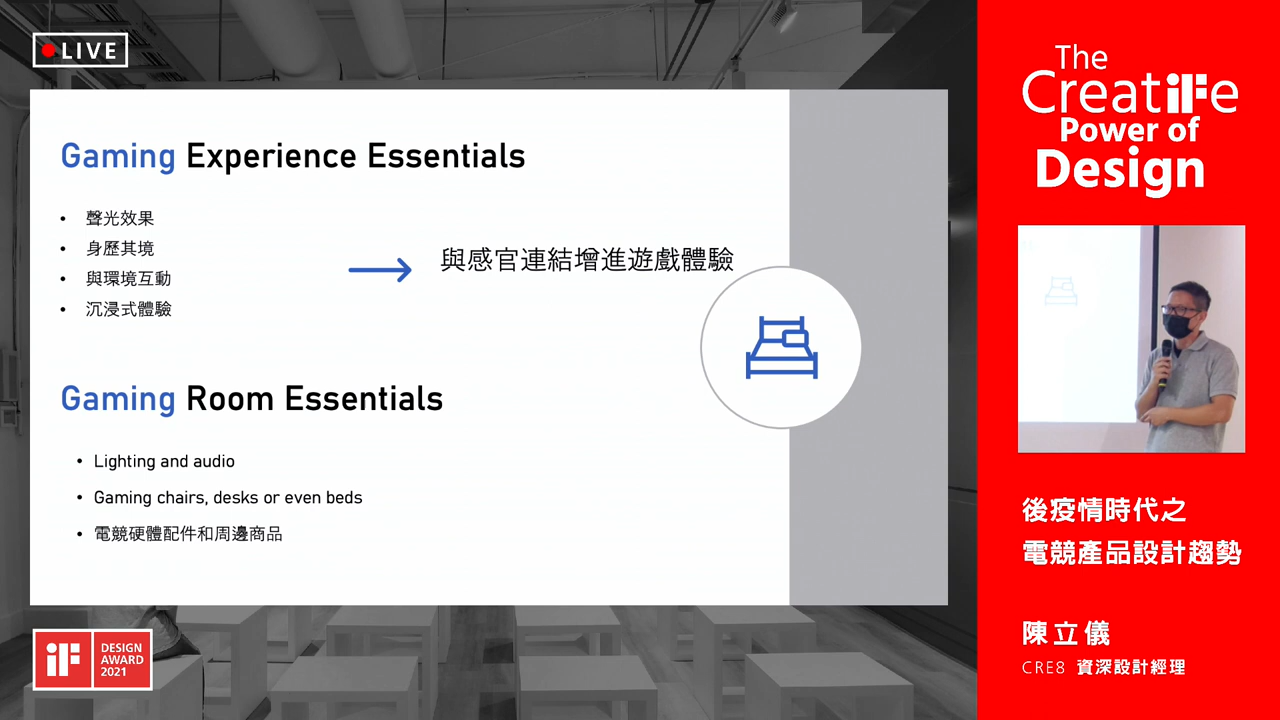 LIVE
Gaming Experience Essentials
• 聲光效果
• 身歷其境
• 與環境互動
• 沉浸式體驗
與感官連結增進遊戲體驗
Gaming Room Essentials
• Lighting and audio
• Gaming chairs, desks or even beds
• 電競硬體配件和周邊商品
iF
DESIGN
AWARD
2021
The
CreatiFe
Power of
Design
後疫情時代之
電競產品設計趨勢
陳立儀
CRE8 資深設計經理